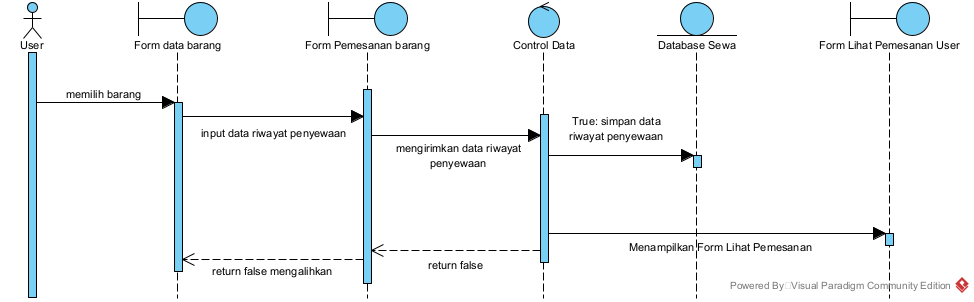 User
Form data barang
Form Pemesanan barang
Control Data
Database Sewa
Form Lihat Pemesanan User
memilih barang
input data riwayat penyewaan
mengirimkan data riwayat
penyewaan
True: simpan data
riwayat penyewaan
Menampilkan Form Lihat Pemesanan
return false
return false mengalihkan
Powered By Visual Paradigm Community Edition